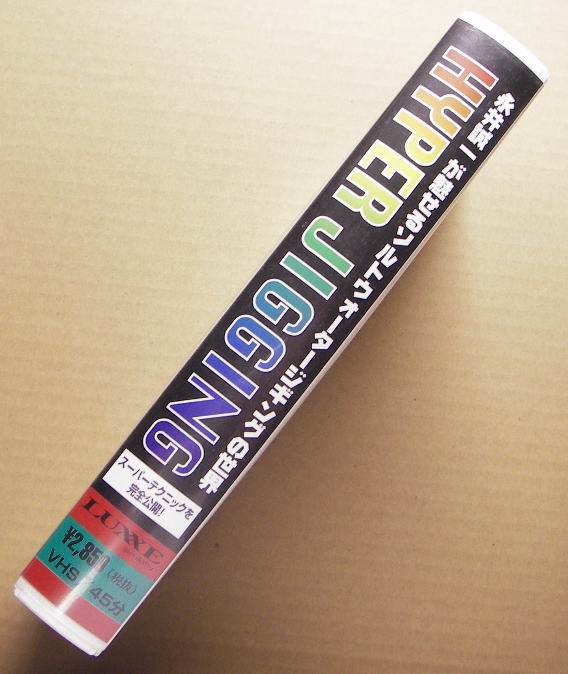 永井誠一が魅せるソルトウォータージギングの世界
HYPER JIGGING
スーパーテクニックを
完全公開!
LUXXE
¥2,850(税抜)
VHS 45分